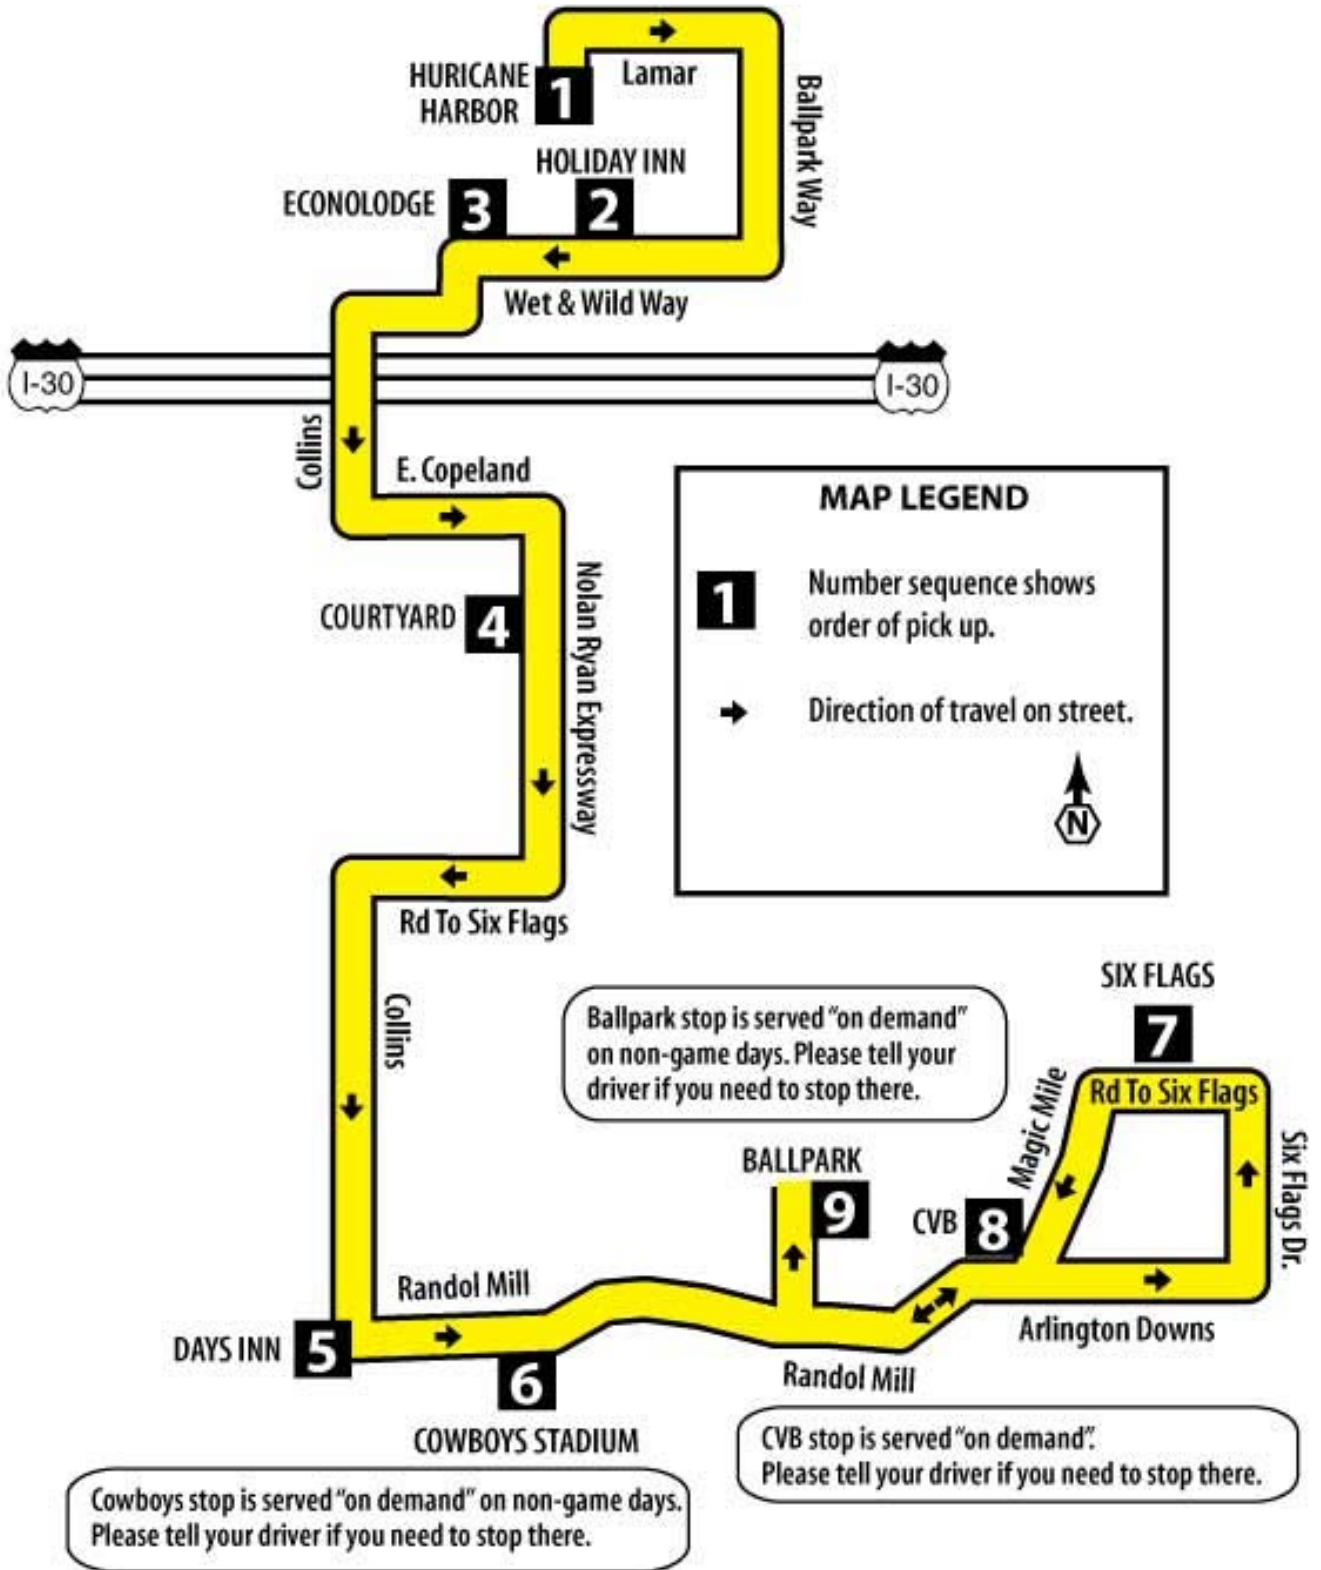 HURICANE
HARBOR
1
Lamar
Ballpark Way
HOLIDAY INN
ECONOLODGE
3
2
Wet & Wild Way
I-30
I-30
Collins
E. Copeland
MAP LEGEND
1
Number sequence shows
order of pick up.
Direction of travel on street.
N
COURTYARD
4
Nolan Ryan Expressway
Rd To Six Flags
Collins
SIX FLAGS
7
Ballpark stop is served "on demand"
on non-game days. Please tell your
driver if you need to stop there.
Rd To Six Flags
Magic Mile
Six Flags Dr.
BALLPARK
9
CVB
8
Randol Mill
Arlington Downs
DAYS INN
5
6
Randol Mill
COWBOYS STADIUM
CVB stop is served "on demand".
Please tell your driver if you need to stop there.
Cowboys stop is served "on demand" on non-game days.
Please tell your driver if you need to stop there.